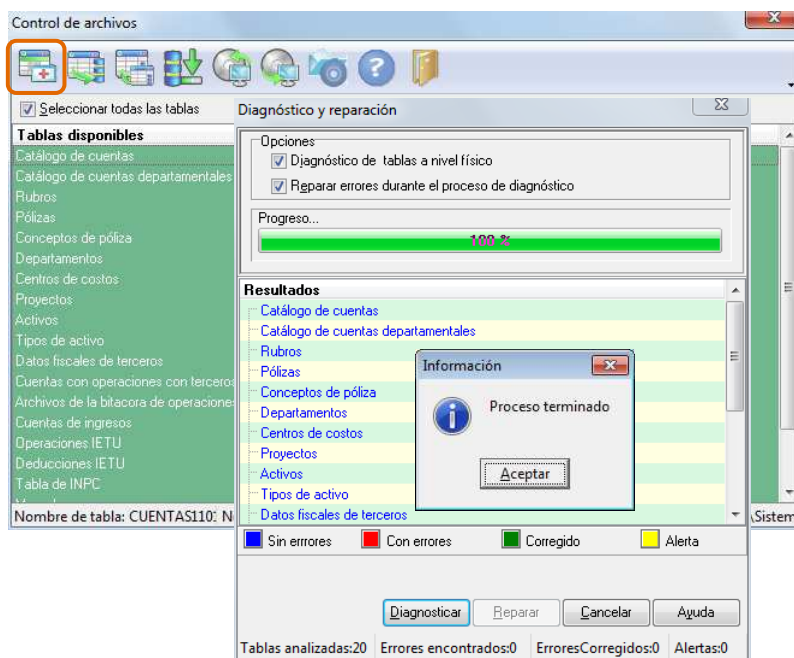 Control de archivos
Seleccionar todas las tablas
Tablas disponibles
Catálogo de cuentas
Catálogo de cuentas departamentales
Rubros
Pólizas
Conceptos de póliza
Departamentos
Centros de costos
Proyectos
Activos
Tipos de activo
Datos fiscales de terceros
Cuentas con operaciones con terceros
Archivos de la bitacora de operaciones
Cuentas de ingresos
Operaciones IETU
Deducciones IETU
Tabla de INPC
Nombre de tabla: CUENTAS1101
\Sistem
Diagnóstico y reparación
Opciones
Diagnóstico de tablas a nivel físico
Reparar errores durante el proceso de diagnóstico
Progreso...
100 %
Resultados
Catálogo de cuentas
Catálogo de cuentas departamentales
Rubros
Pólizas
Conceptos de póliza
Departamentos
Centros de costos
Proyectos
Activos
Tipos de activo
Datos fiscales de terceros
Información
Proceso terminado
Aceptar
Sin errrores Con errores Corregido Alerta
Diagnosticar Reparar Cancelar Ayuda
Tablas analizadas:20 Errores encontrados:0 ErroresCorregidos:0 Alertas:0